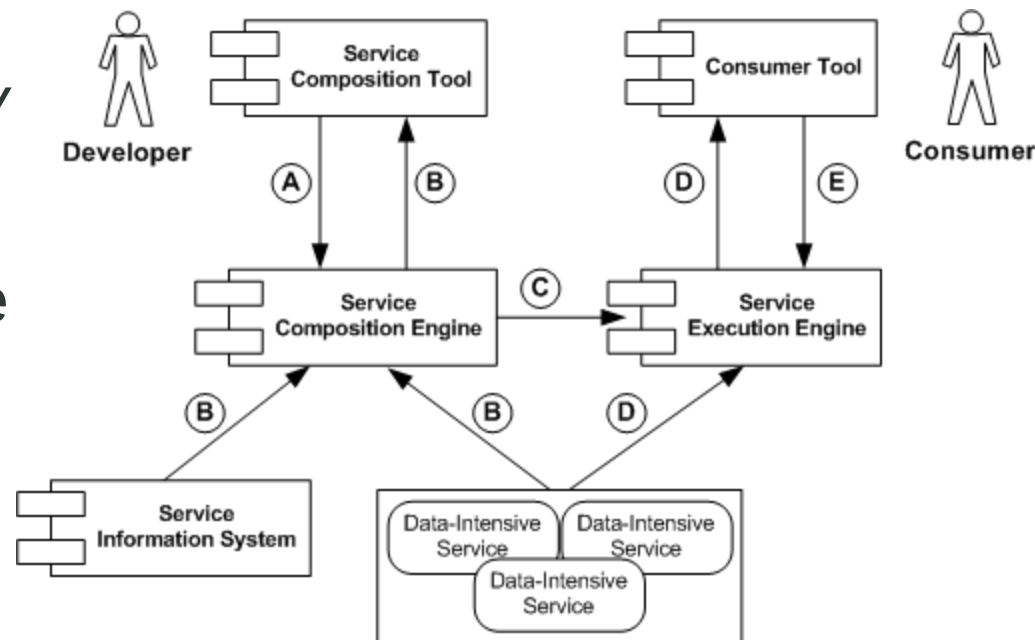 Service
Composition Tool
Consumer Tool
Developer
Consumer
A
B
D
E
Service
Composition Engine
C
Service
Execution Engine
B
B
D
Service
Information System
Data-Intensive
Service
Data-Intensive
Service
Data-Intensive
Service
y
e